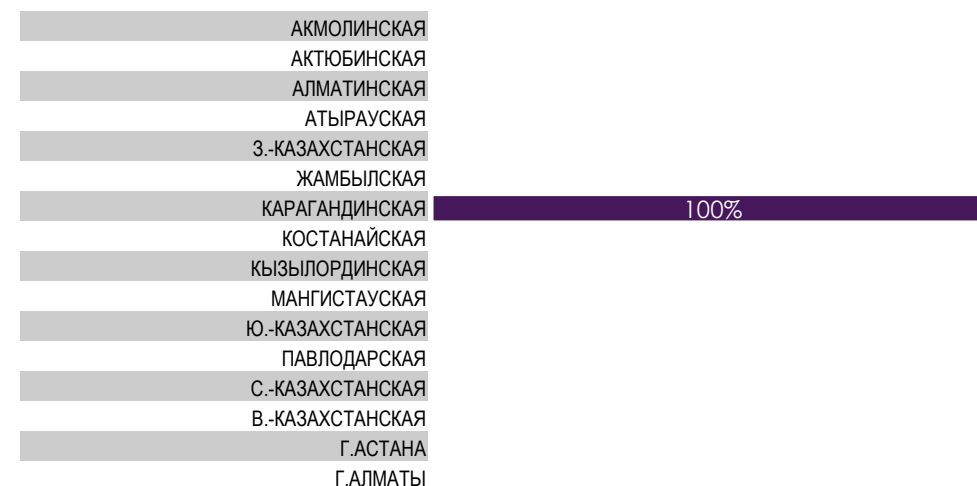 АКМОЛИНСКАЯ
АКТЮБИНСКАЯ
АЛМАТИНСКАЯ
АТЫРАУСКАЯ
З.-КАЗАХСТАНСКАЯ
ЖАМБЫЛСКАЯ
КАРАГАНДИНСКАЯ 100%
КОСТАНАЙСКАЯ
КЫЗЫЛОРДИНСКАЯ
МАНГИСТАУСКАЯ
Ю.-КАЗАХСТАНСКАЯ
ПАВЛОДАРСКАЯ
С.-КАЗАХСТАНСКАЯ
В.-КАЗАХСТАНСКАЯ
Г.АСТАНА
Г.АЛМАТЫ